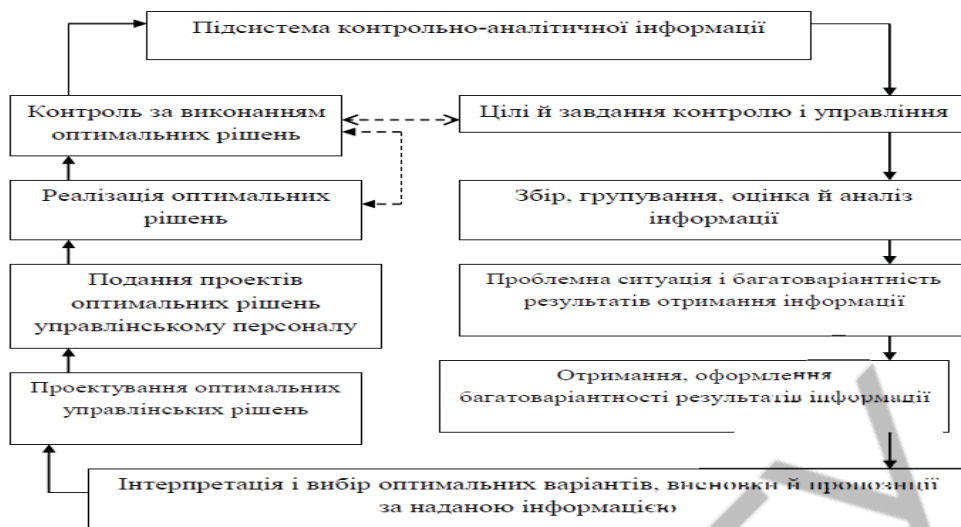 Підсистема контрольно-аналітичної інформації
Контроль за виконанням
оптимальних рішень
Цілі й завдання контролю і управління
Реалізація оптимальних
рішень
Збір, групування, оцінка й аналіз
інформації
Подання проектів
оптимальних рішень
управлінському персоналу
Проблемна ситуація і багатоваріантність
результатів отримання інформації
Проектування оптимальних
управлінських рішень
Отримання, оформлення
багатоваріантності результатів інформації
Інтерпретація і вибір оптимальних варіантів, висновки й пропозиції
за наданою інформацією